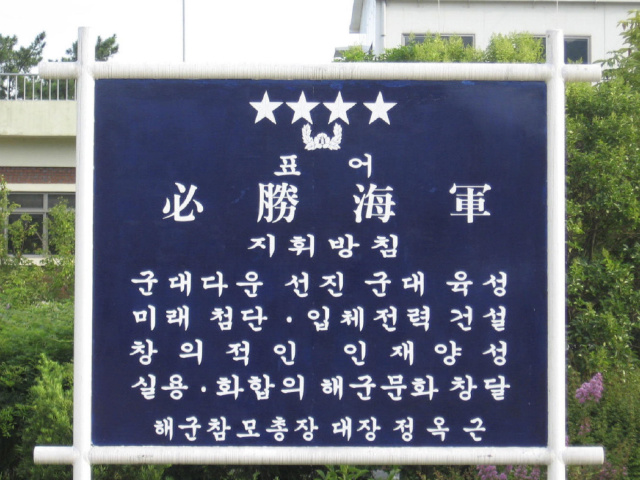 표 어
必 勝 海 軍
지휘방침
군대다운 선진 군대 육성
미래 첨단 · 입체전력 건설
창의적인 인재양성
실용 · 화합의 해군문화 창달
해군참모총장 대장 정옥근